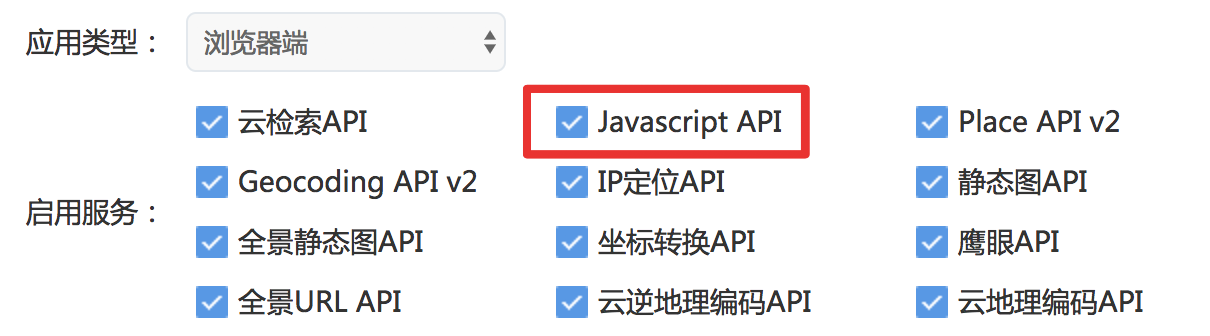 应用类型： 浏览器端
云检索API Javascript API Place API v2
Geocoding API v2 IP定位API 静态图API
启用服务：
全景静态图API 坐标转换API 鹰眼API
全景URL API 云逆地理编码API 云地理编码API